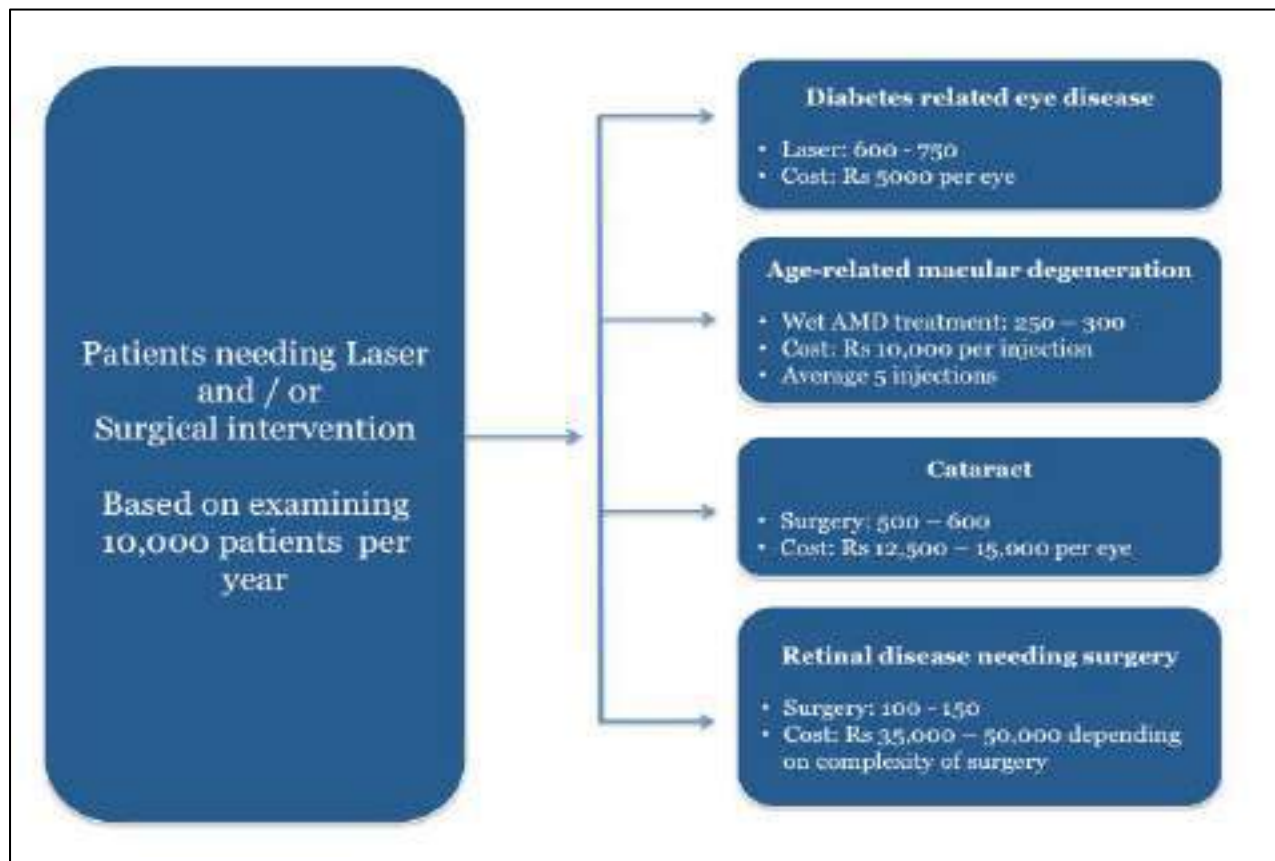 Patients needing Laser
and / or
Surgical intervention
Based on examining
10,000 patients per
year
Diabetes related eye disease
• Laser: 600 - 750
• Cost: Rs 5000 per eye
Age-related macular degeneration
• Wet AMD treatment: 250 – 300
• Cost: Rs 10,000 per injection
• Average 5 injections
Cataract
• Surgery: 500 – 600
• Cost: Rs 12,500 – 15,000 per eye
Retinal disease needing surgery
• Surgery: 100 - 150
• Cost: Rs 35,000 – 50,000 depending
on complexity of surgery